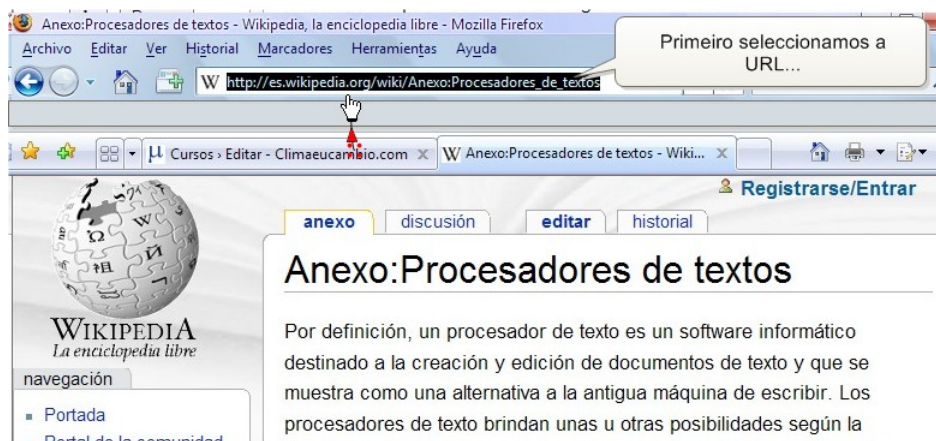 Anexo:Procesadores de textos - Wikipedia, la enciclopedia libre - Mozilla Firefox
Archivo Editar Ver Historial Marcadores Herramientas Ayuda
Primeiro seleccionamos a
URL...
W http://es.wikipedia.org/wiki/Anexo:Procesadores_de_textos
μ Cursos › Editar - Climaeucambio.com X W Anexo:Procesadores de textos - Wiki... X
Registrarse/Entrar
anexo discusión editar historial
Anexo:Procesadores de textos
WIKIPEDIA
La enciclopedia libre
Por definición, un procesador de texto es un software informático
destinado a la creación y edición de documentos de texto y que se
muestra como una alternativa a la antigua máquina de escribir. Los
procesadores de texto brindan unas u otras posibilidades según la
navegación
Portada
Portal de la comunidad